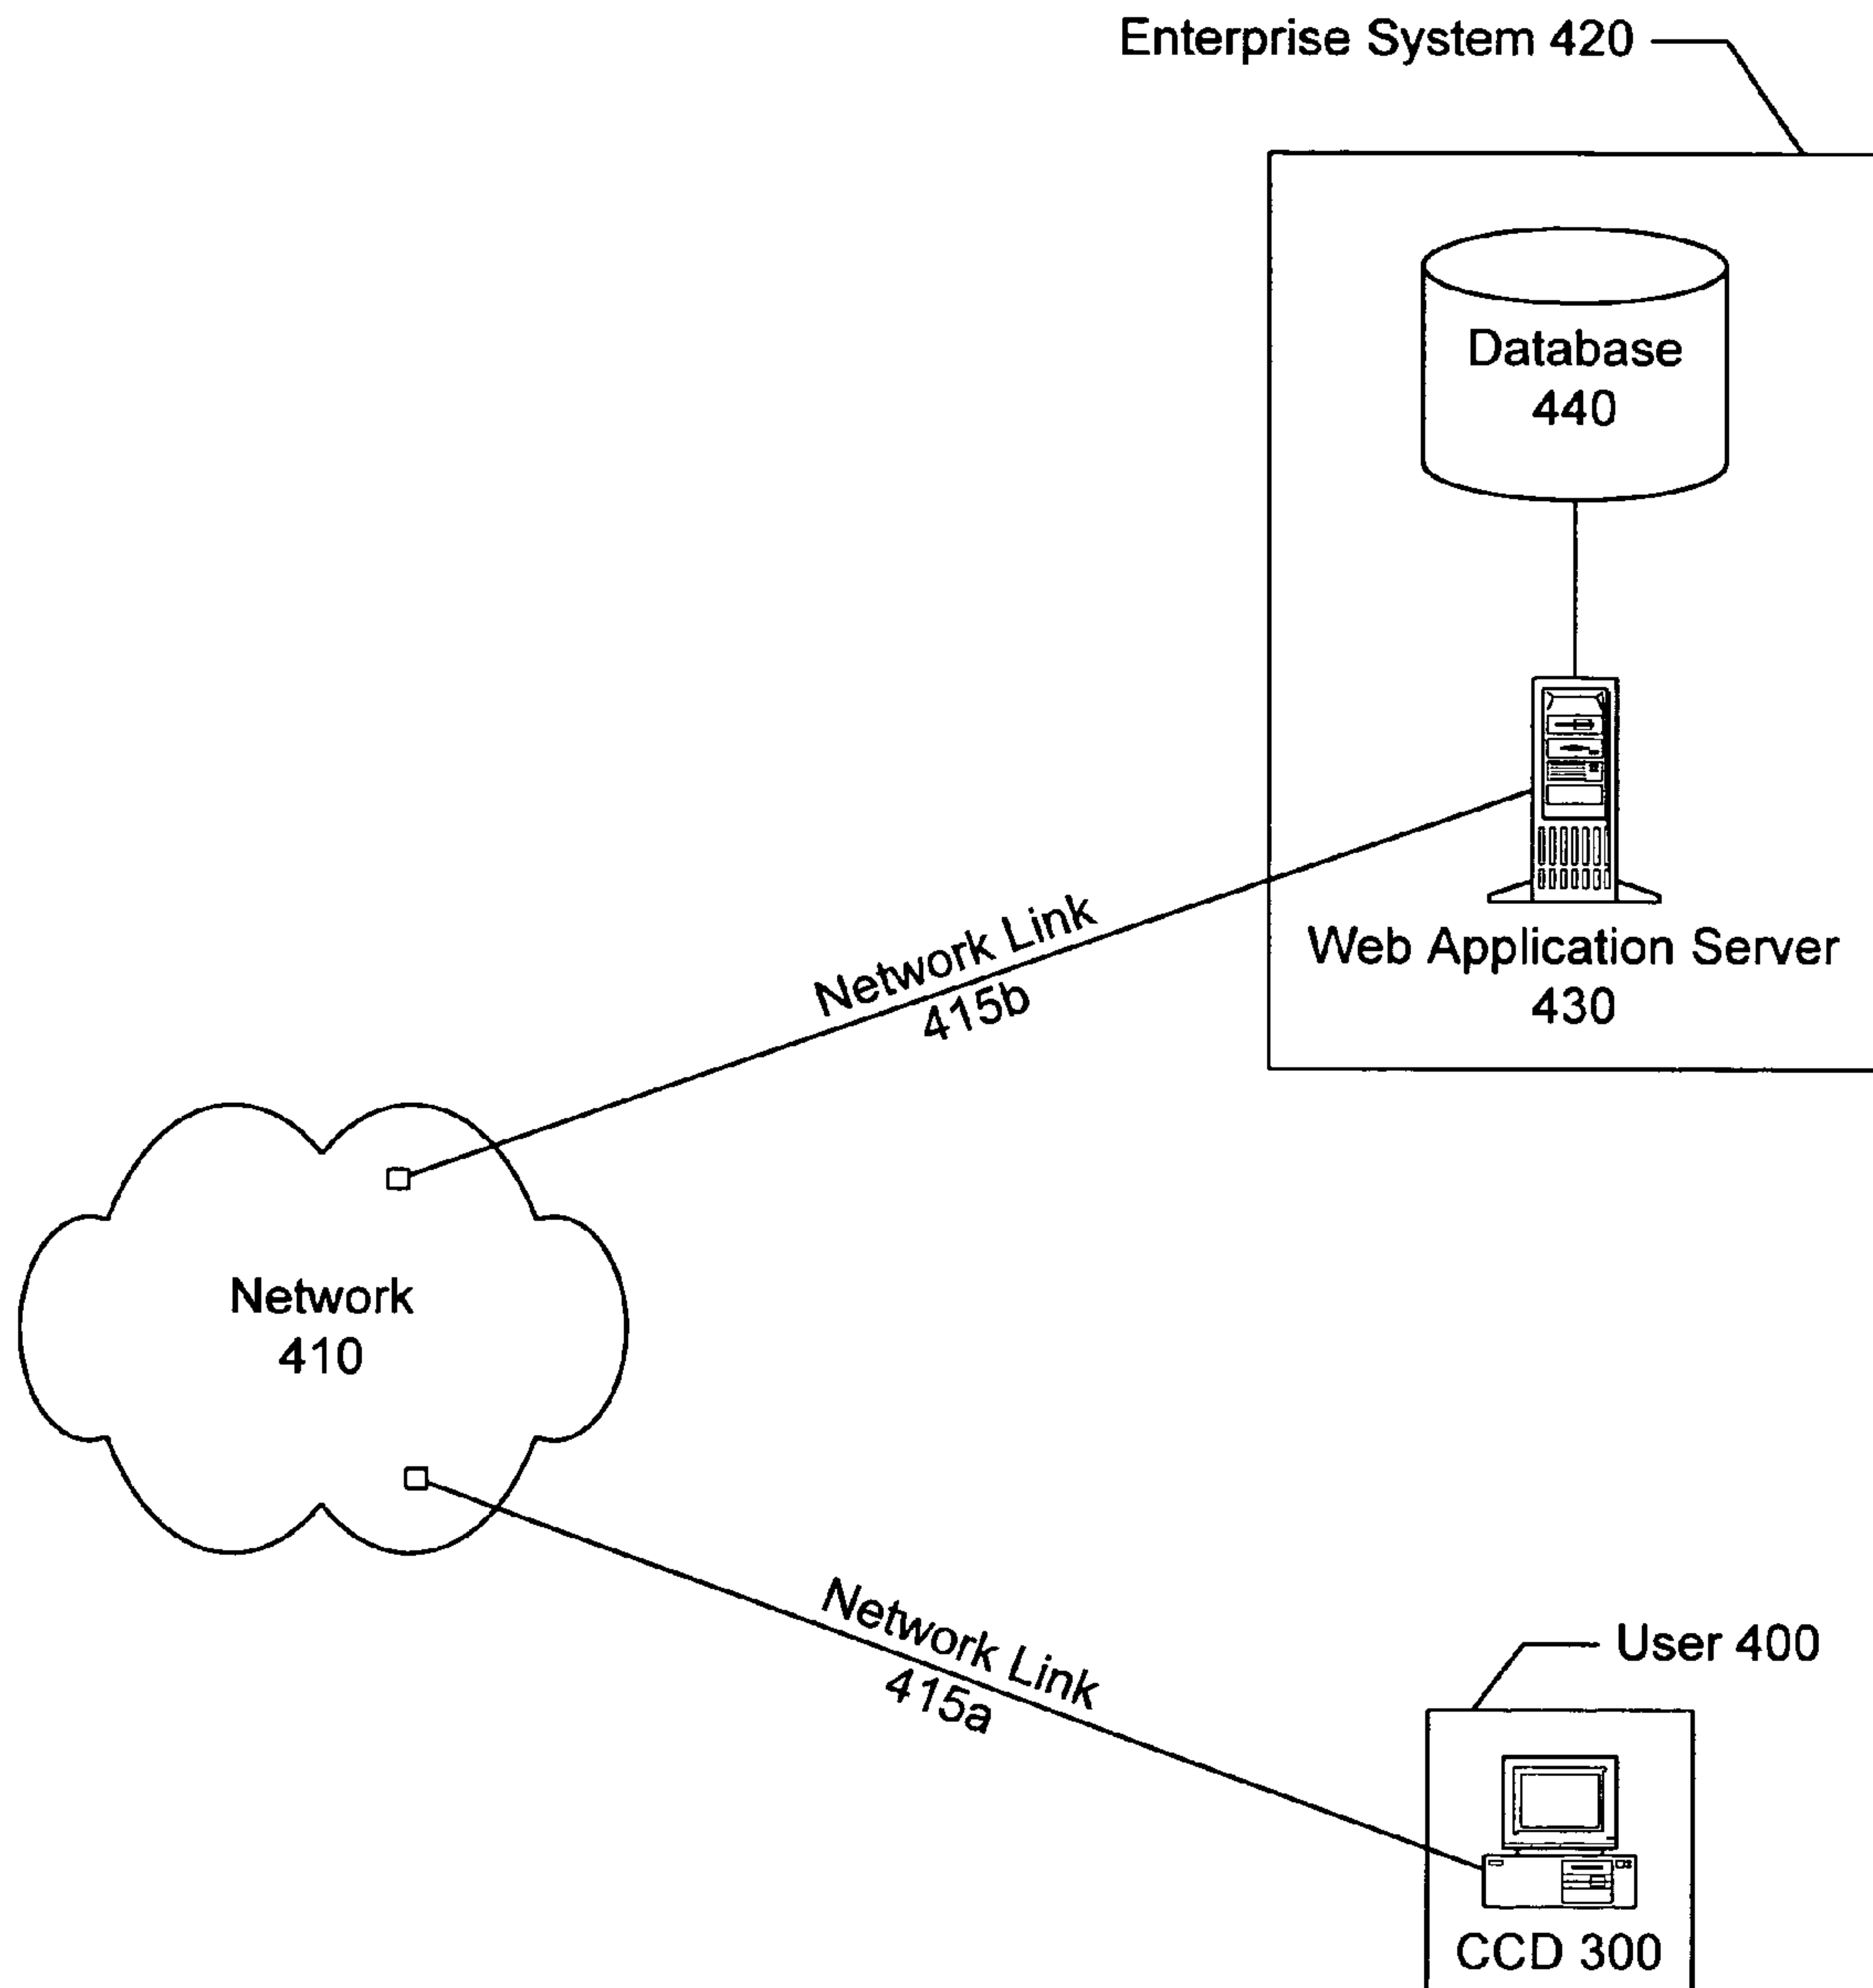 Enterprise System 420
Database
440
Web Application Server
430
Network Link
415b
Network
410
Network Link
415a
User 400
CCD 300